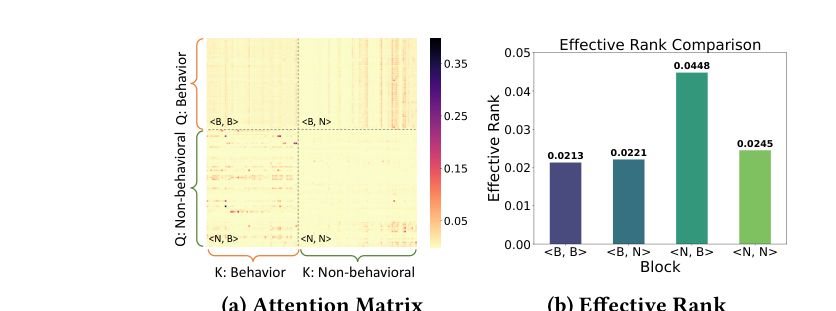 Q: Behavior
Q: Non-behavioral
<B, B>
<B, N>
<N, B>
<N, N>
K: Behavior
K: Non-behavioral
0.35
0.25
0.15
0.05
(a) Attention Matrix
Effective Rank Comparison
Effective Rank
0.05
0.04
0.03
0.02
0.01
0.00
0.0213
0.0221
0.0448
0.0245
<B, B>
<B, N>
<N, B>
<N, N>
Block
(b) Effective Rank